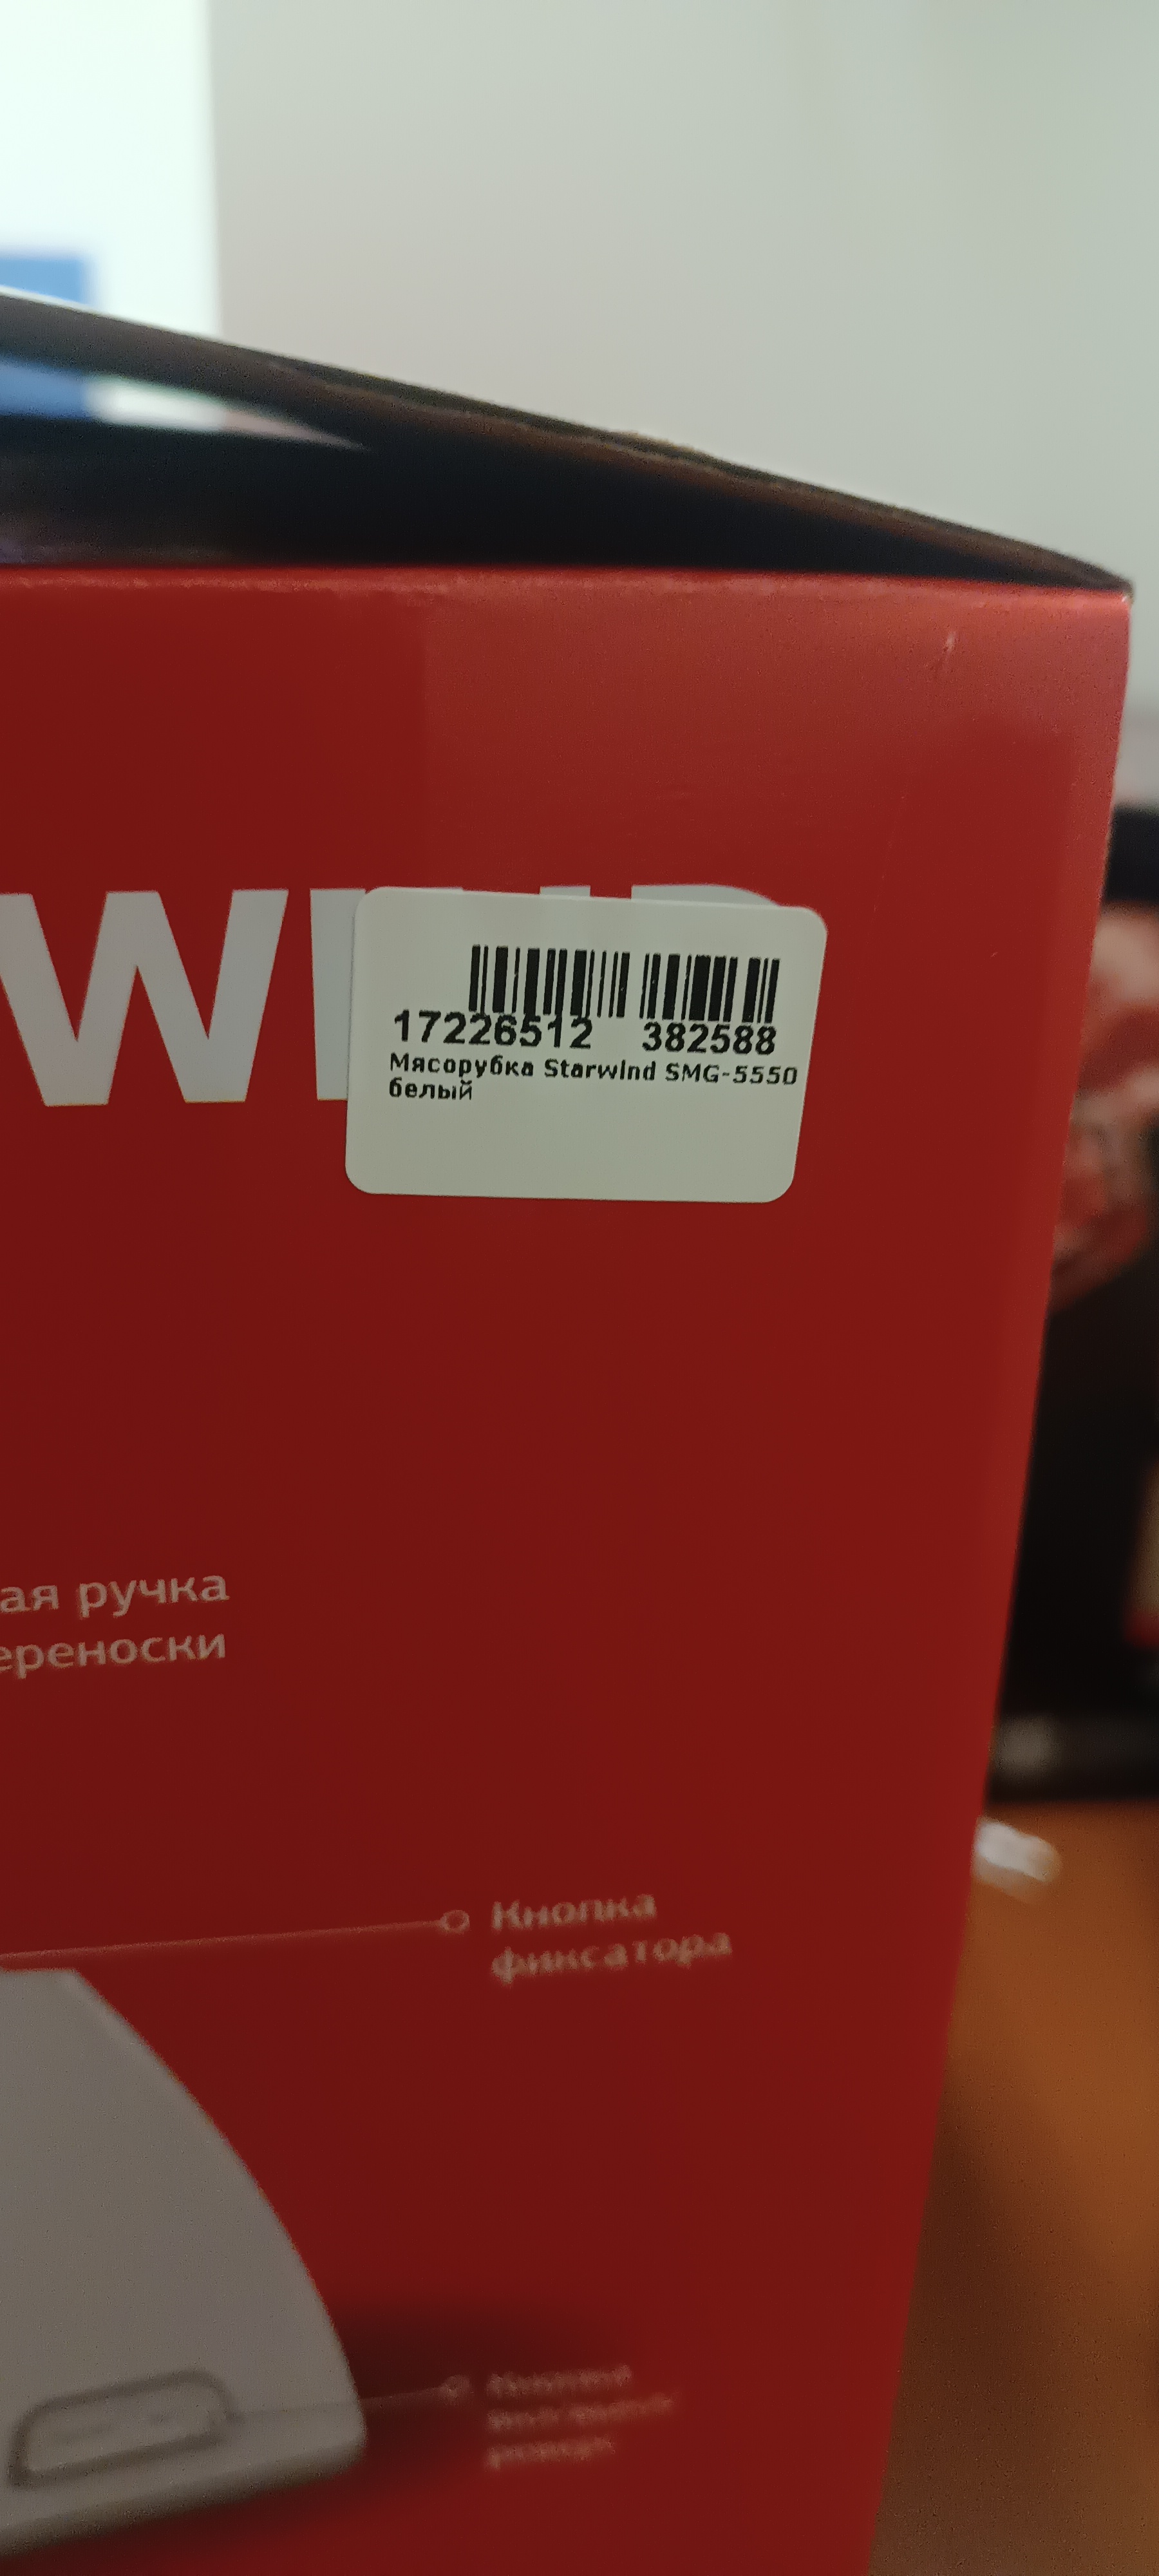 17226512 382588
Мясорубка Starwind SMG-5550
белый
ая ручка
ереноски
Кнопка
фиксатора